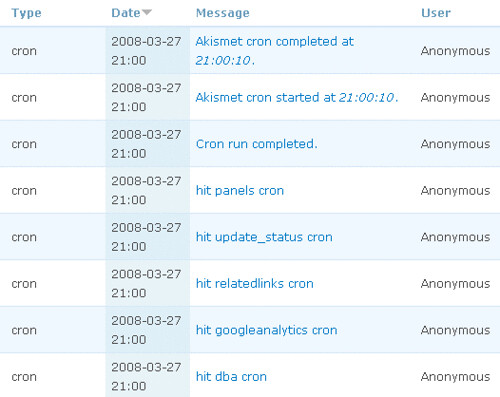 Type Date Message User
cron 2008-03-27 21:00 Akismet cron completed at 21:00:10. Anonymous
cron 2008-03-27 21:00 Akismet cron started at 21:00:10. Anonymous
cron 2008-03-27 21:00 Cron run completed. Anonymous
cron 2008-03-27 21:00 hit panels cron Anonymous
cron 2008-03-27 21:00 hit update_status cron Anonymous
cron 2008-03-27 21:00 hit relatedlinks cron Anonymous
cron 2008-03-27 21:00 hit googleanalytics cron Anonymous
cron 2008-03-27 21:00 hit dba cron Anonymous